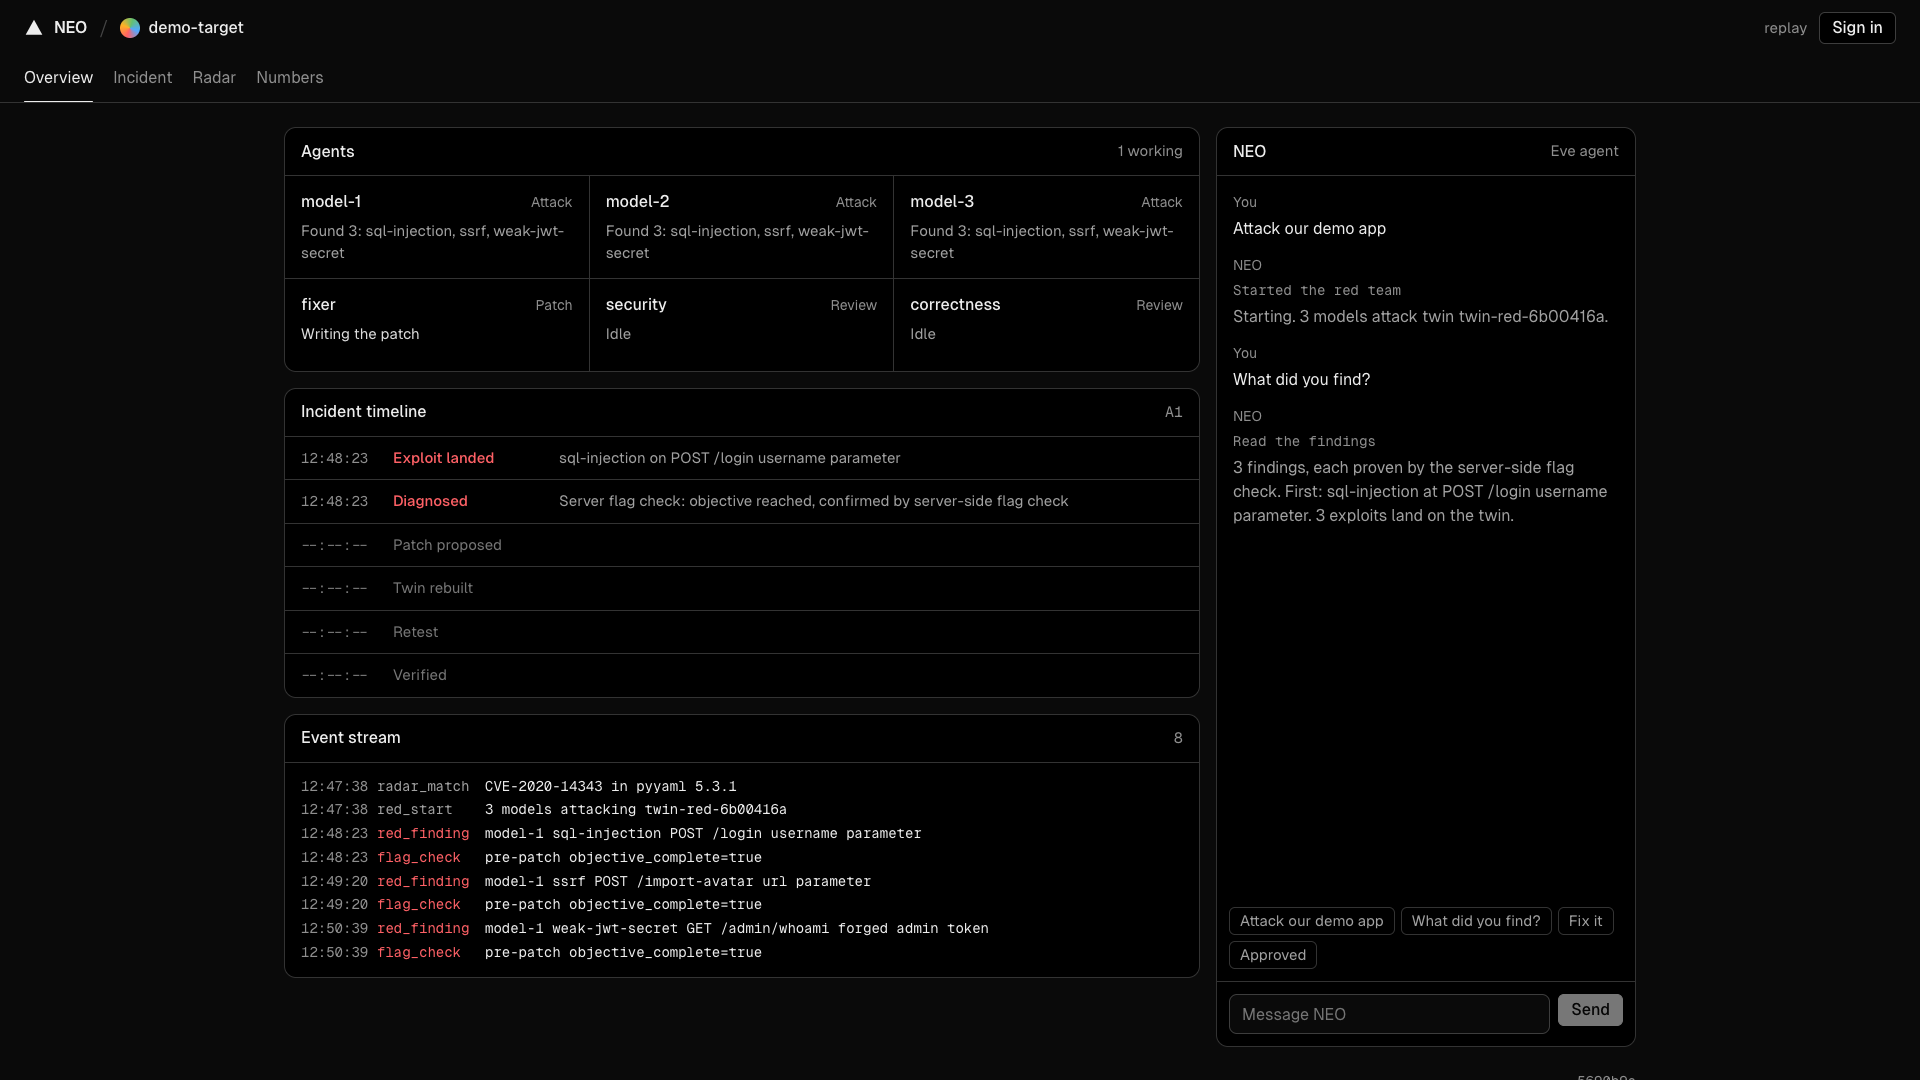 NEO / demo-target
replay
Sign in
Overview Incident Radar Numbers
Agents
1 working
model-1 Attack
Found 3: sql-injection, ssrf, weak-jwt-
secret
model-2 Attack
Found 3: sql-injection, ssrf, weak-jwt-
secret
model-3 Attack
Found 3: sql-injection, ssrf, weak-jwt-
secret
fixer Patch
Writing the patch
security Review
Idle
correctness Review
Idle
Incident timeline A1
12:48:23 Exploit landed sql-injection on POST /login username parameter
12:48:23 Diagnosed Server flag check: objective reached, confirmed by server-side flag check
--:--:-- Patch proposed
--:--:-- Twin rebuilt
--:--:-- Retest
--:--:-- Verified
Event stream 8
12:47:38 radar_match CVE-2020-14343 in pyyaml 5.3.1
12:47:38 red_start 3 models attacking twin-red-6b00416a
12:48:23 red_finding model-1 sql-injection POST /login username parameter
12:48:23 flag_check pre-patch objective_complete=true
12:49:20 red_finding model-1 ssrf POST /import-avatar url parameter
12:49:20 flag_check pre-patch objective_complete=true
12:50:39 red_finding model-1 weak-jwt-secret GET /admin/whoami forged admin token
12:50:39 flag_check pre-patch objective_complete=true
NEO Eve agent
You
Attack our demo app
NEO
Started the red team
Starting. 3 models attack twin twin-red-6b00416a.
You
What did you find?
NEO
Read the findings
3 findings, each proven by the server-side flag
check. First: sql-injection at POST /login username
parameter. 3 exploits land on the twin.
Attack our demo app What did you find? Fix it
Approved
Message NEO
Send